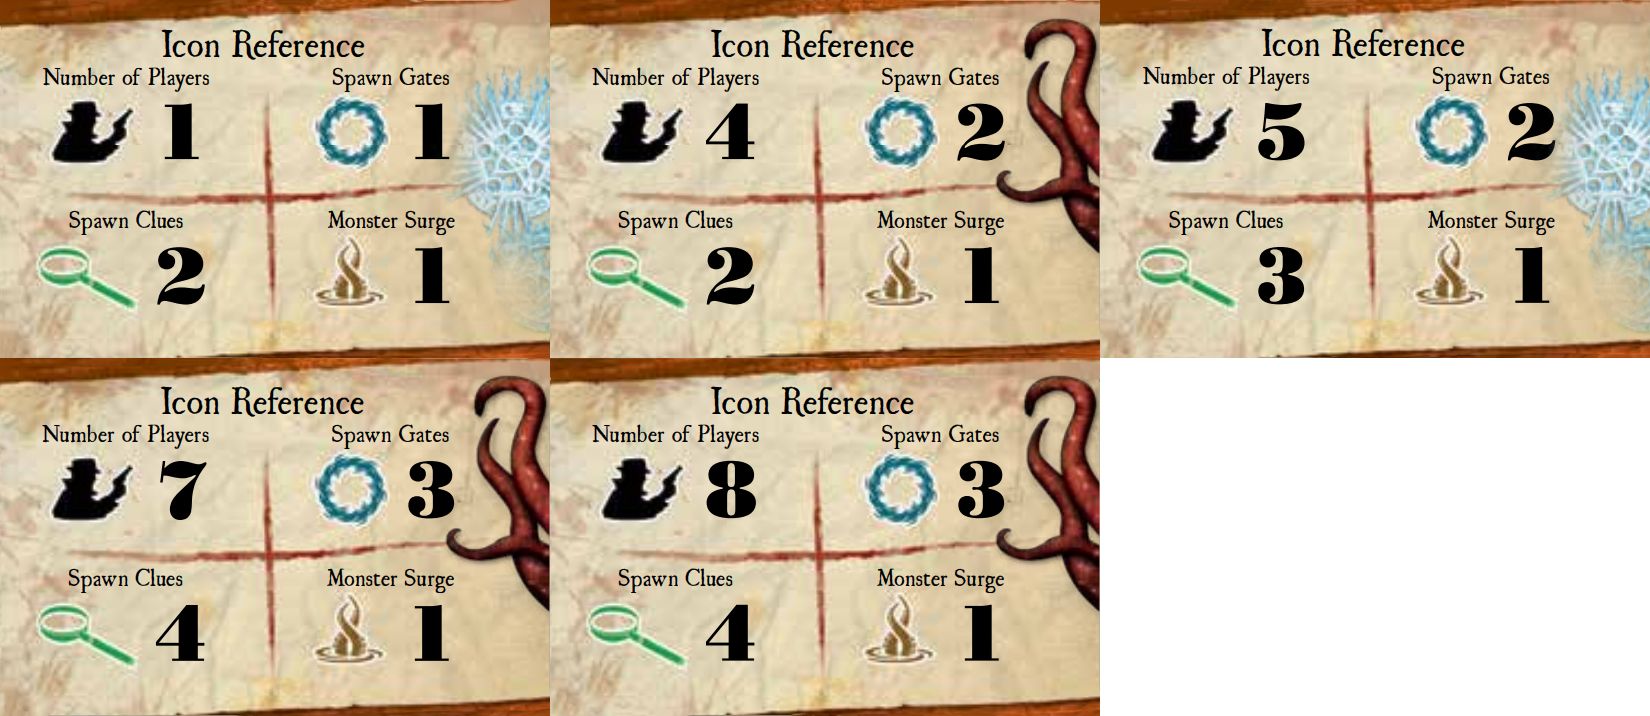 Icon Reference
Number of Players Spawn Gates
1 1
Spawn Clues Monster Surge
2 1
Icon Reference
Number of Players Spawn Gates
4 2
Spawn Clues Monster Surge
2 1
Icon Reference
Number of Players Spawn Gates
5 2
Spawn Clues Monster Surge
3 1
Icon Reference
Number of Players Spawn Gates
7 3
Spawn Clues Monster Surge
4 1
Icon Reference
Number of Players Spawn Gates
8 3
Spawn Clues Monster Surge
4 1